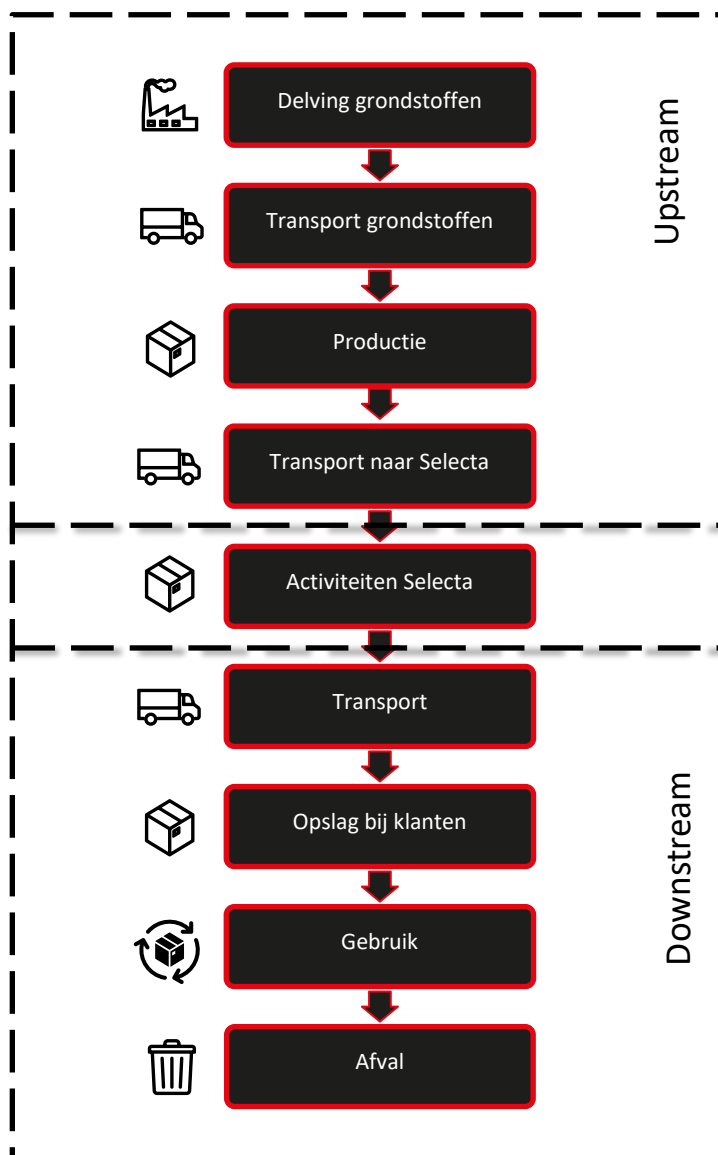 Delving grondstoffen
Upstream
Transport grondstoffen
Productie
Transport naar Selecta
Activiteiten Selecta
Transport
Opslag bij klanten
Downstream
Gebruik
Afval